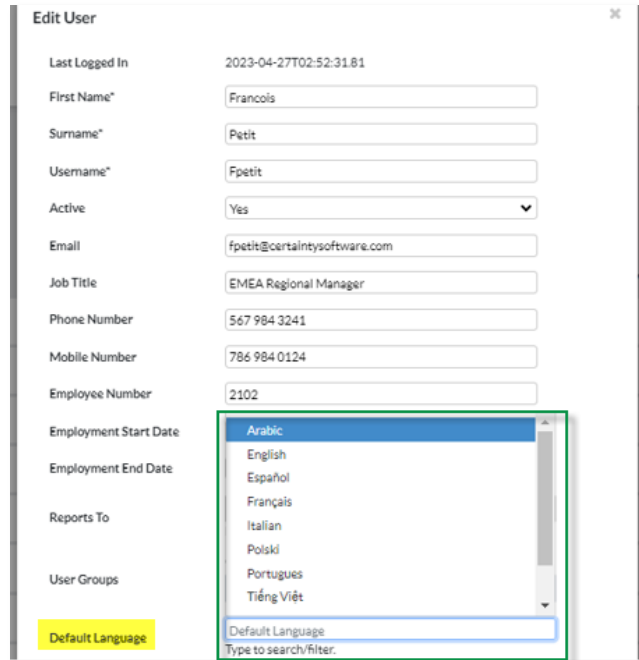 Edit User
Last Logged In 2023-04-27T02:52:31.81
First Name* Francois
Surname* Petit
Username* Fpetit
Active Yes
Email fpetit@certaintysoftware.com
Job Title EMEA Regional Manager
Phone Number 567 984 3241
Mobile Number 786 984 0124
Employee Number 2102
Employment Start Date Arabic
English
Employment End Date Español
Français
Reports To Italian
Polski
User Groups Portugues
Tiếng Việt
Default Language Default Language
Type to search/filter.